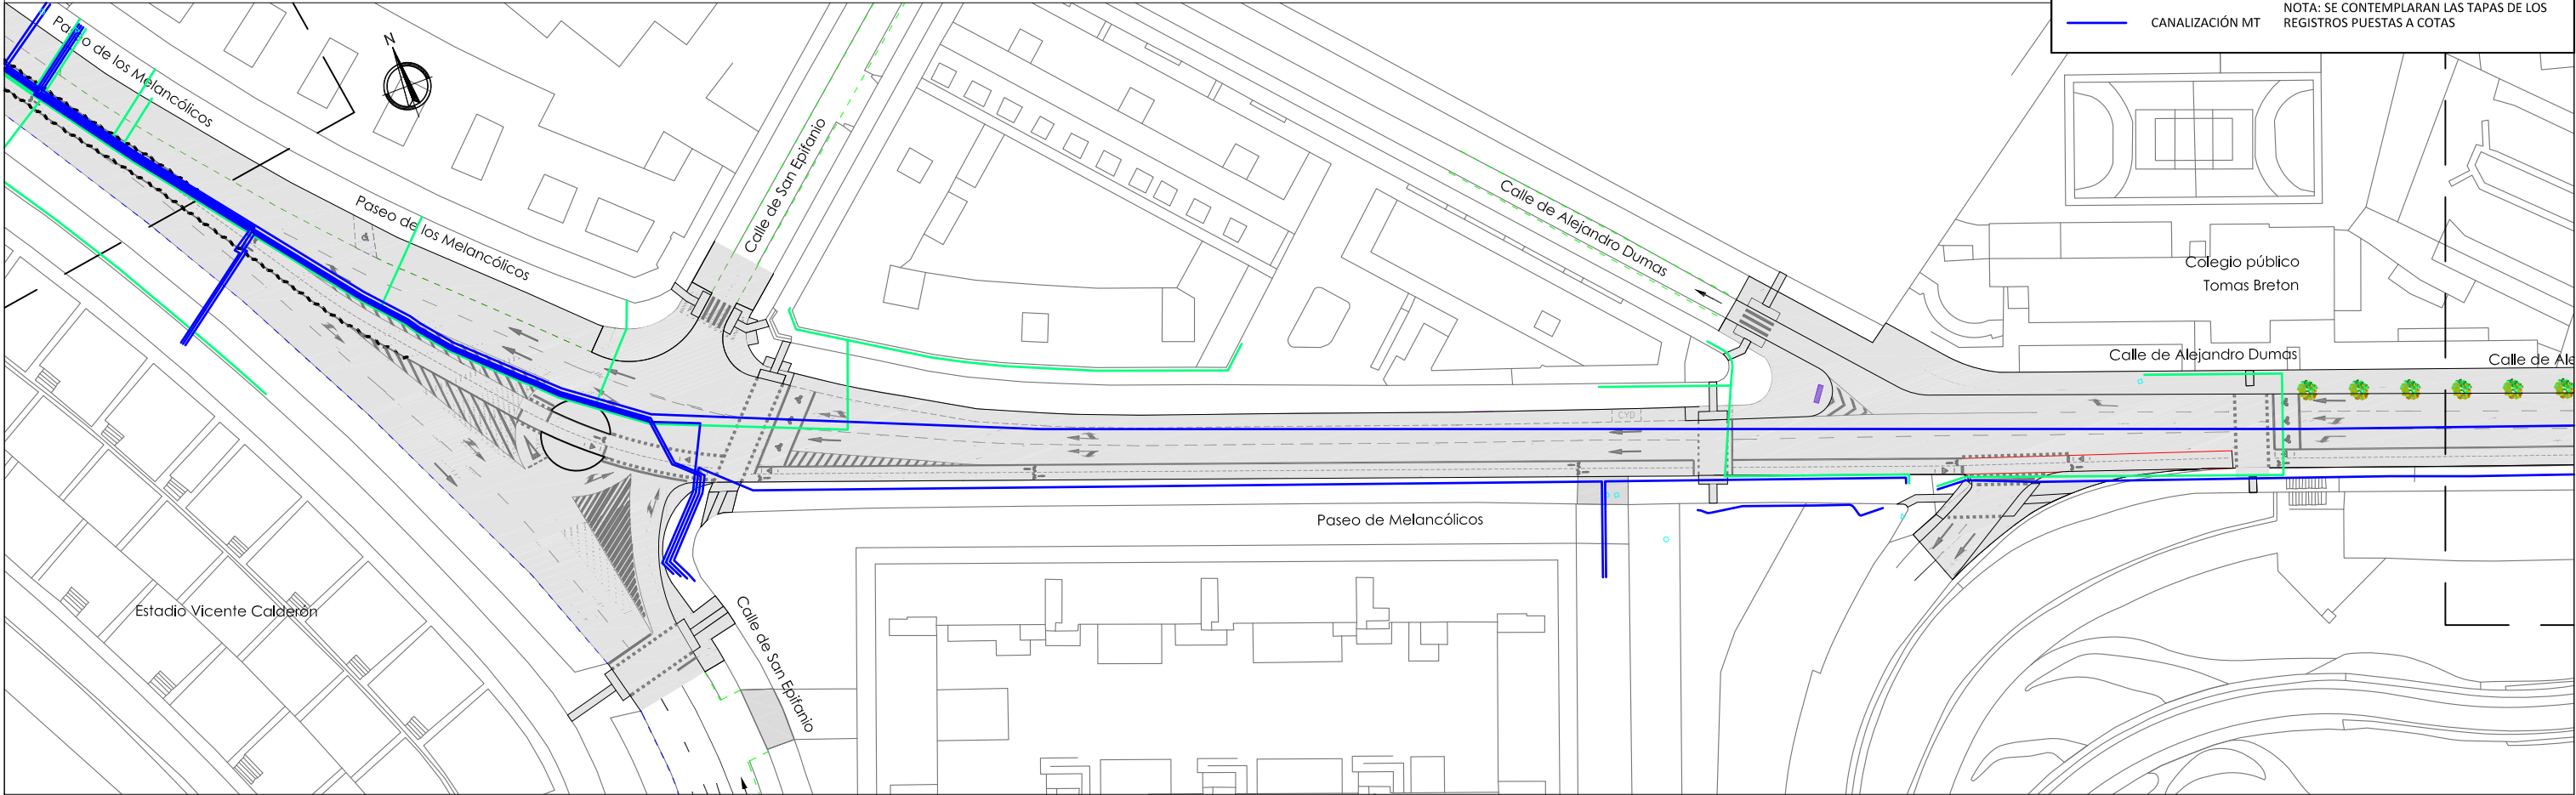 NOTA: SE CONTEMPLARAN LAS TAPAS DE LOS
REGISTROS PUESTAS A COTAS
CANALIZACIÓN MT
N
Paseo de los Melancólicos
Paseo de los Melancólicos
Calle de San Epifanio
Calle de Alejandro Dumas
Colegio público
Tomas Breton
Calle de Alejandro Dumas
Calle de Ale
CYD
Paseo de Melancólicos
Estadio Vicente Calderón
Calle de San Epifanio